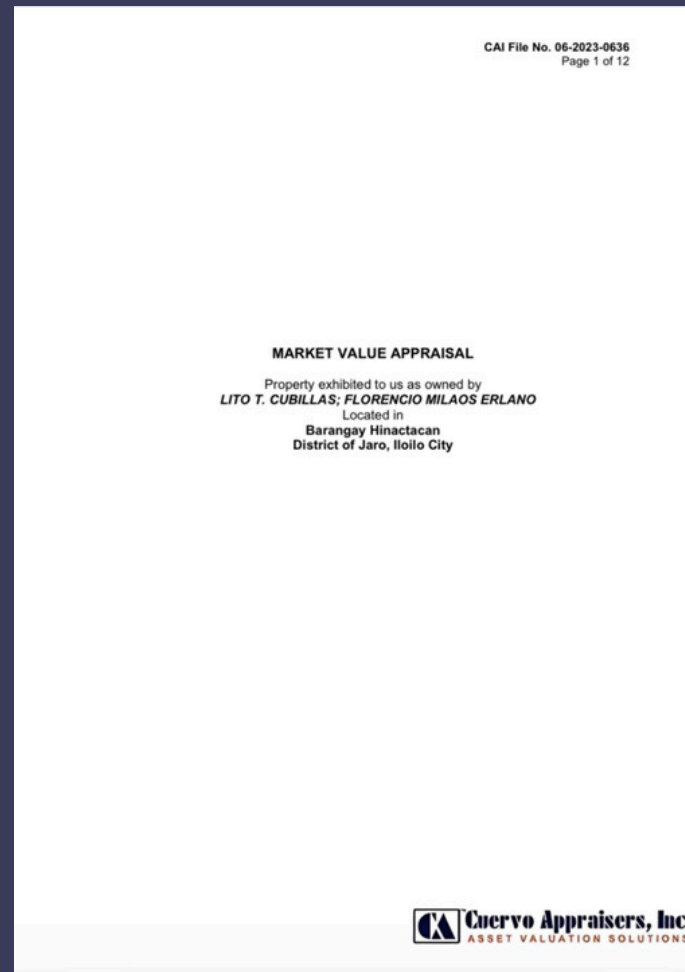 CAI File No. 06-2023-0636
Page 1 of 12
MARKET VALUE APPRAISAL
Property exhibited to us as owned by
LITO T. CUBILLAS; FLORENCIO MILAOS ERLANO
Located in
Barangay Hinactacan
District of Jaro, Iloilo City
CA Cuervo Appraisers, Inc
ASSET VALUATION SOLUTIONS